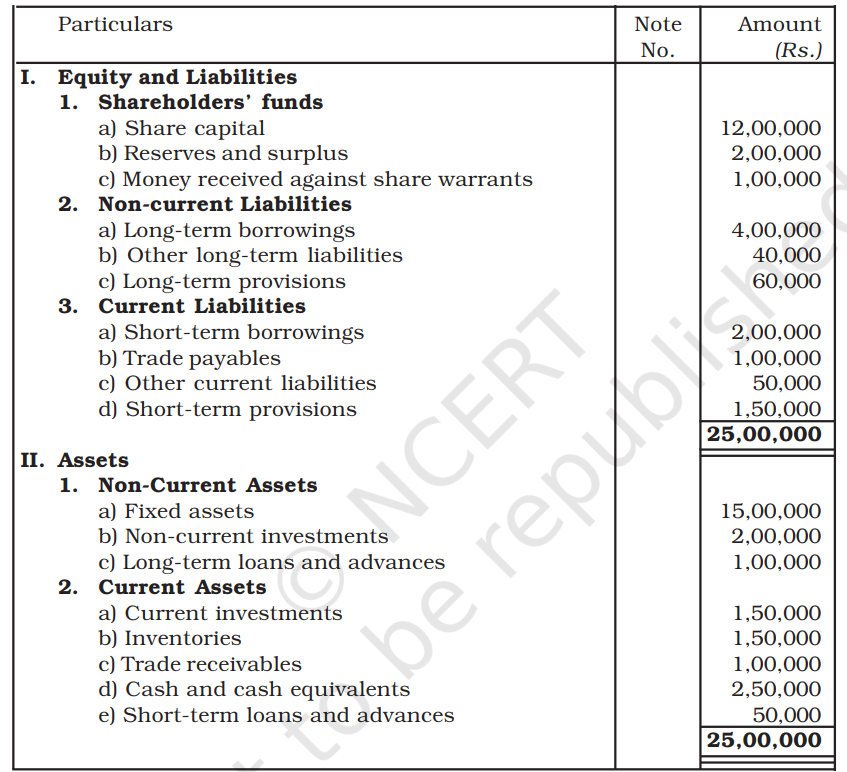 Particulars Note Amount
No. (Rs.)
I. Equity and Liabilities
1. Shareholders’ funds
a) Share capital 12,00,000
b) Reserves and surplus 2,00,000
c) Money received against share warrants 1,00,000
2. Non-current Liabilities
a) Long-term borrowings 4,00,000
b) Other long-term liabilities 40,000
c) Long-term provisions 60,000
3. Current Liabilities
a) Short-term borrowings 2,00,000
b) Trade payables 1,00,000
c) Other current liabilities 50,000
d) Short-term provisions 1,50,000
25,00,000
II. Assets
1. Non-Current Assets
a) Fixed assets 15,00,000
b) Non-current investments 2,00,000
c) Long-term loans and advances 1,00,000
2. Current Assets
a) Current investments 1,50,000
b) Inventories 1,50,000
c) Trade receivables 1,00,000
d) Cash and cash equivalents 2,50,000
e) Short-term loans and advances 50,000
25,00,000
© NCERT
to be republished